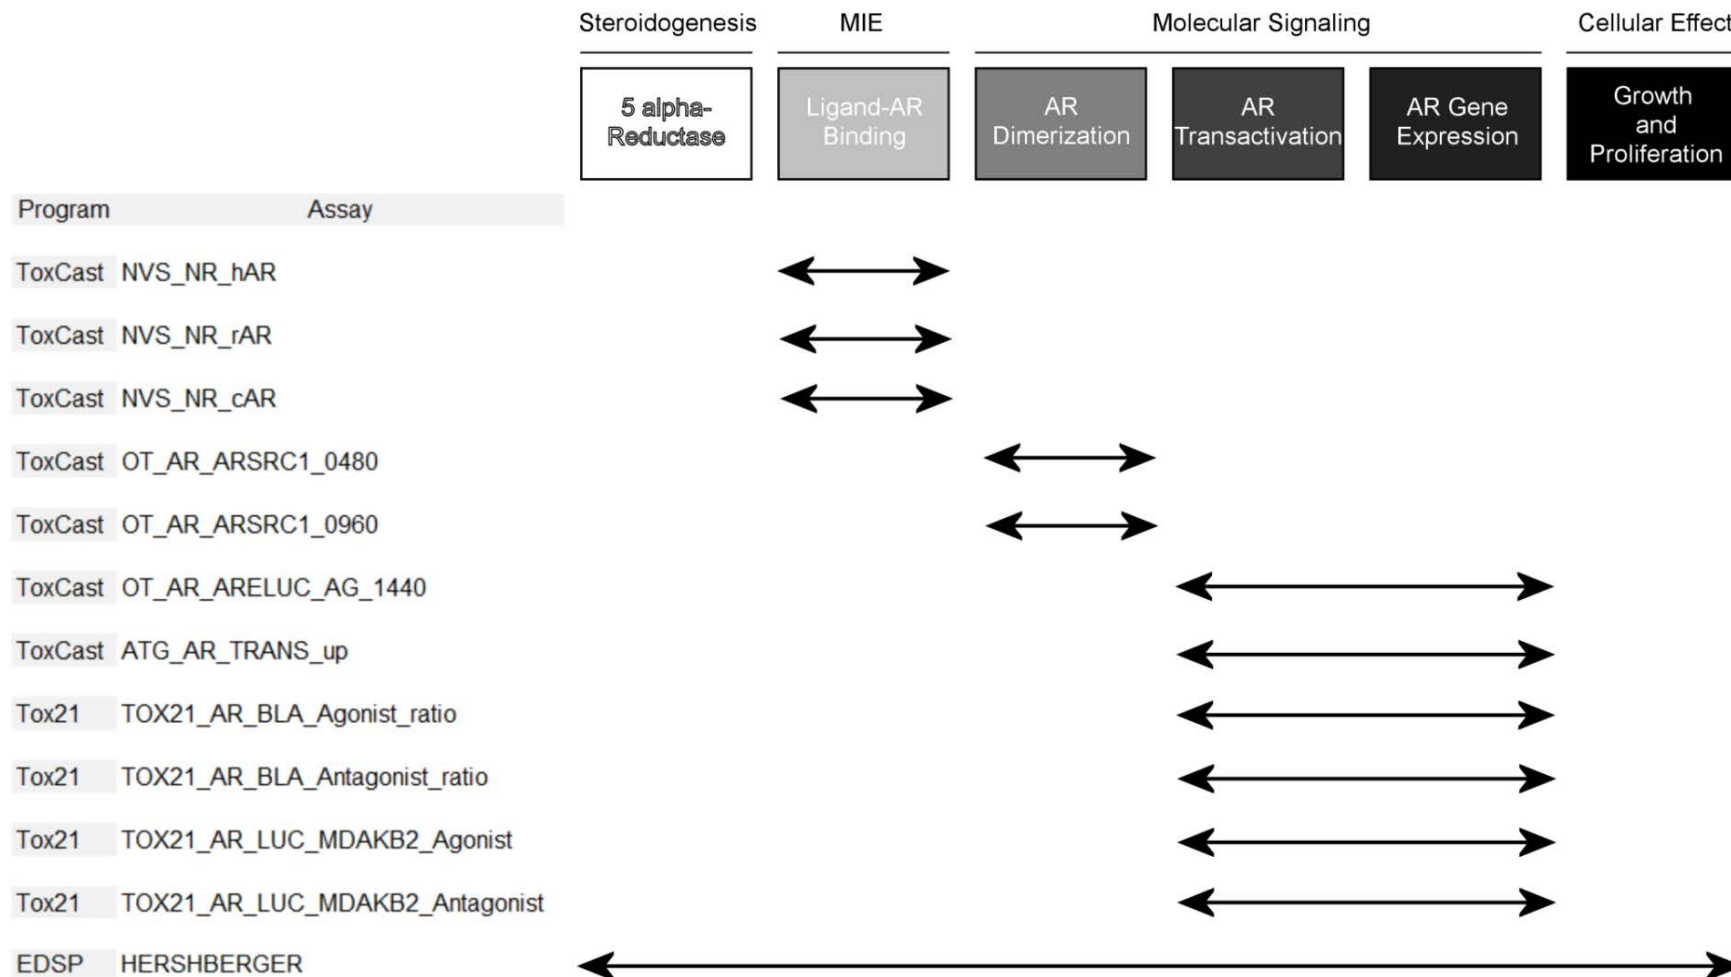 Steroidogenesis MIE Molecular Signaling Cellular Effect
5 alpha-
Reductase
Ligand-AR
Binding
AR
Dimerization
AR
Transactivation
AR Gene
Expression
Growth
and
Proliferation
Program Assay
ToxCast NVS_NR_hAR
ToxCast NVS_NR_rAR
ToxCast NVS_NR_cAR
ToxCast OT_AR_ARSRC1_0480
ToxCast OT_AR_ARSRC1_0960
ToxCast OT_AR_ARELUC_AG_1440
ToxCast ATG_AR_TRANS_up
Tox21 TOX21_AR_BLA_Agonist_ratio
Tox21 TOX21_AR_BLA_Antagonist_ratio
Tox21 TOX21_AR_LUC_MDAKB2_Agonist
Tox21 TOX21_AR_LUC_MDAKB2_Antagonist
EDSP HERSHBERGER